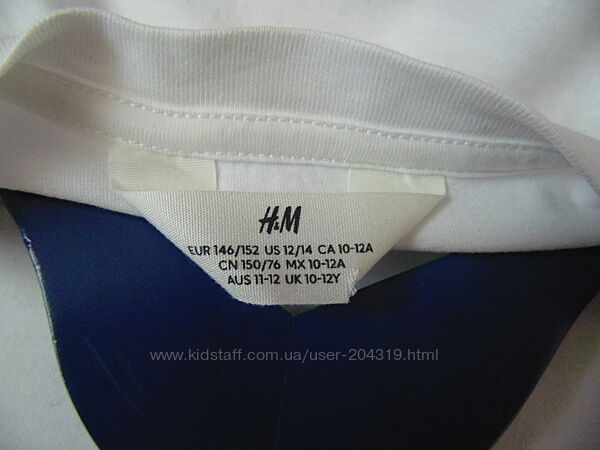 H&M
EUR 146/152 US 12/14 CA 10-12A
CN 150/76 MX 10-12A
AUS 11-12 UK 10-12Y
www.kidstaff.com.ua/user-204319.html